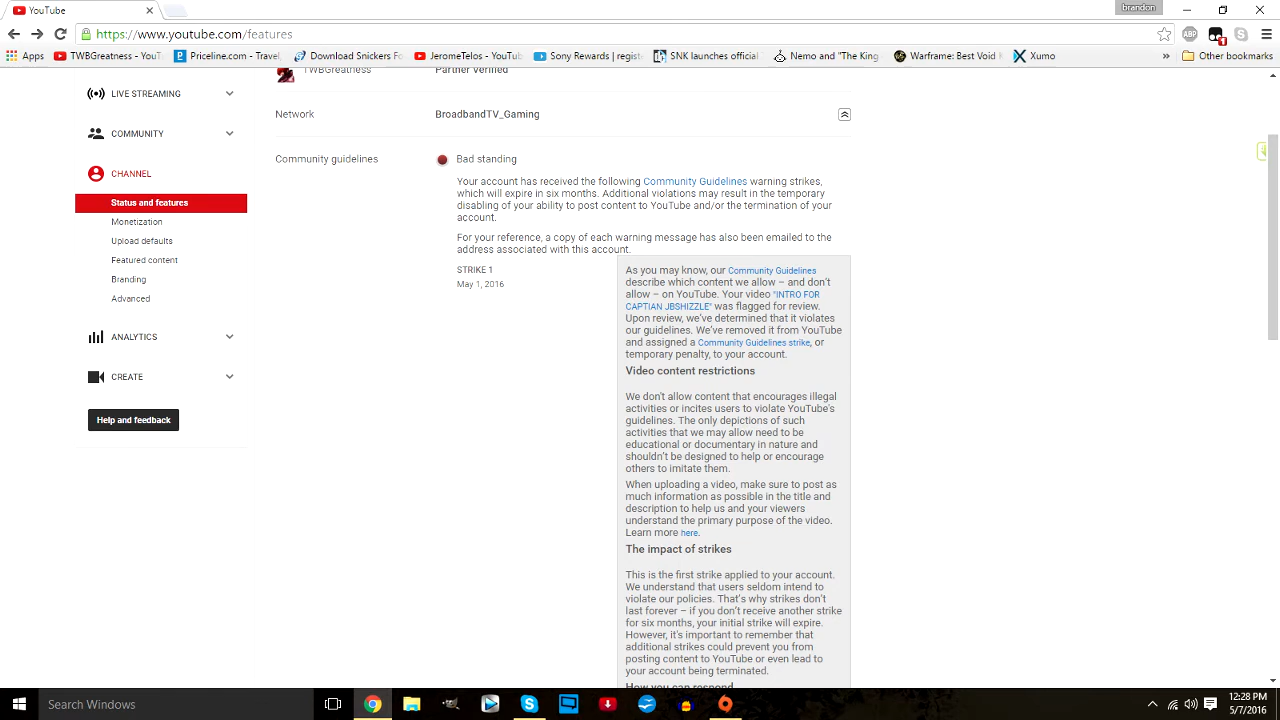 YouTube
brandon
https://www.youtube.com/features
Apps
TWBGreatness - YouT
Priceline.com - Travel,
Download Snickers Fo
JeromeTelos - YouTub
Sony Rewards | regist
SNK launches official
Nemo and "The King
Warframe: Best Void K
Xumo
Other bookmarks
TWBGreatness
Partner Verified
LIVE STREAMING
COMMUNITY
CHANNEL
Status and features
Monetization
Upload defaults
Featured content
Branding
Advanced
ANALYTICS
CREATE
Help and feedback
Network
BroadbandTV_Gaming
Community guidelines
Bad standing
Your account has received the following Community Guidelines warning strikes,
which will expire in six months. Additional violations may result in the temporary
disabling of your ability to post content to YouTube and/or the termination of your
account.
For your reference, a copy of each warning message has also been emailed to the
address associated with this account.
STRIKE 1
May 1, 2016
As you may know, our Community Guidelines
describe which content we allow – and don't
allow – on YouTube. Your video "INTRO FOR
CAPTIAN JBSHIZZLE" was flagged for review.
Upon review, we've determined that it violates
our guidelines. We've removed it from YouTube
and assigned a Community Guidelines strike, or
temporary penalty, to your account.
Video content restrictions
We don't allow content that encourages illegal
activities or incites users to violate YouTube's
guidelines. The only depictions of such
activities that we may allow need to be
educational or documentary in nature and
shouldn't be designed to help or encourage
others to imitate them.
When uploading a video, make sure to post as
much information as possible in the title and
description to help us and your viewers
understand the primary purpose of the video.
Learn more here.
The impact of strikes
This is the first strike applied to your account.
We understand that users seldom intend to
violate our policies. That's why strikes don't
last forever – if you don't receive another strike
for six months, your initial strike will expire.
However, it's important to remember that
additional strikes could prevent you from
posting content to YouTube or even lead to
your account being terminated.
How you can respond
Search Windows
12:28 PM
5/7/2016